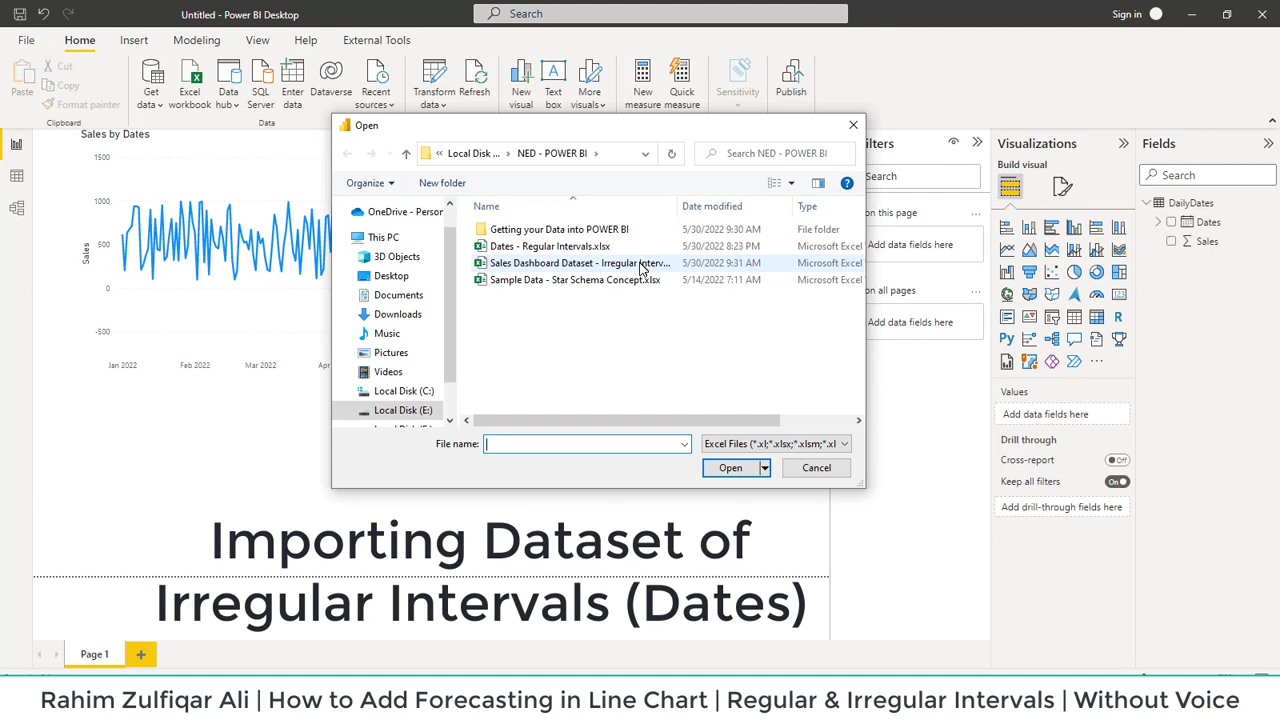 Untitled - Power BI Desktop
Search
Sign in
File
Home
Insert
Modeling
View
Help
External Tools
Paste
Cut
Copy
Format painter
Get data
Excel workbook
Data hub
SQL Server
Enter data
Dataverse
Recent sources
Transform data
Refresh
New visual
Text box
More visuals
New measure
Quick measure
Sensitivity
Publish
Clipboard
Data
Sales by Dates
1500
1000
500
0
-500
Sales
Jan 2022
Feb 2022
Mar 2022
Open
« Local Disk ... › NED - POWER BI ›
Search NED - POWER BI
Organize
New folder
OneDrive - Person
This PC
3D Objects
Desktop
Documents
Downloads
Music
Pictures
Videos
Local Disk (C:)
Local Disk (E:)
Name
Date modified
Type
Getting your Data into POWER BI 5/30/2022 9:30 AM File folder
Dates - Regular Intervals.xlsx 5/30/2022 8:23 PM Microsoft Excel
Sales Dashboard Dataset - Irregular Interv... 5/30/2022 9:31 AM Microsoft Excel
Sample Data - Star Schema Concept.xlsx 5/14/2022 7:11 AM Microsoft Excel
File name:
Excel Files (*.xl;*.xlsx;*.xlsm;*.xl
Open
Cancel
ilters
Search
on this page
Add data fields here
on all pages
Add data fields here
Visualizations
Build visual
Values
Add data fields here
Drill through
Cross-report
Off
Keep all filters
On
Add drill-through fields here
Fields
Search
DailyDates
Dates
Sales
Importing Dataset of
Irregular Intervals (Dates)
Page 1
Rahim Zulfiqar Ali | How to Add Forecasting in Line Chart | Regular & Irregular Intervals | Without Voice